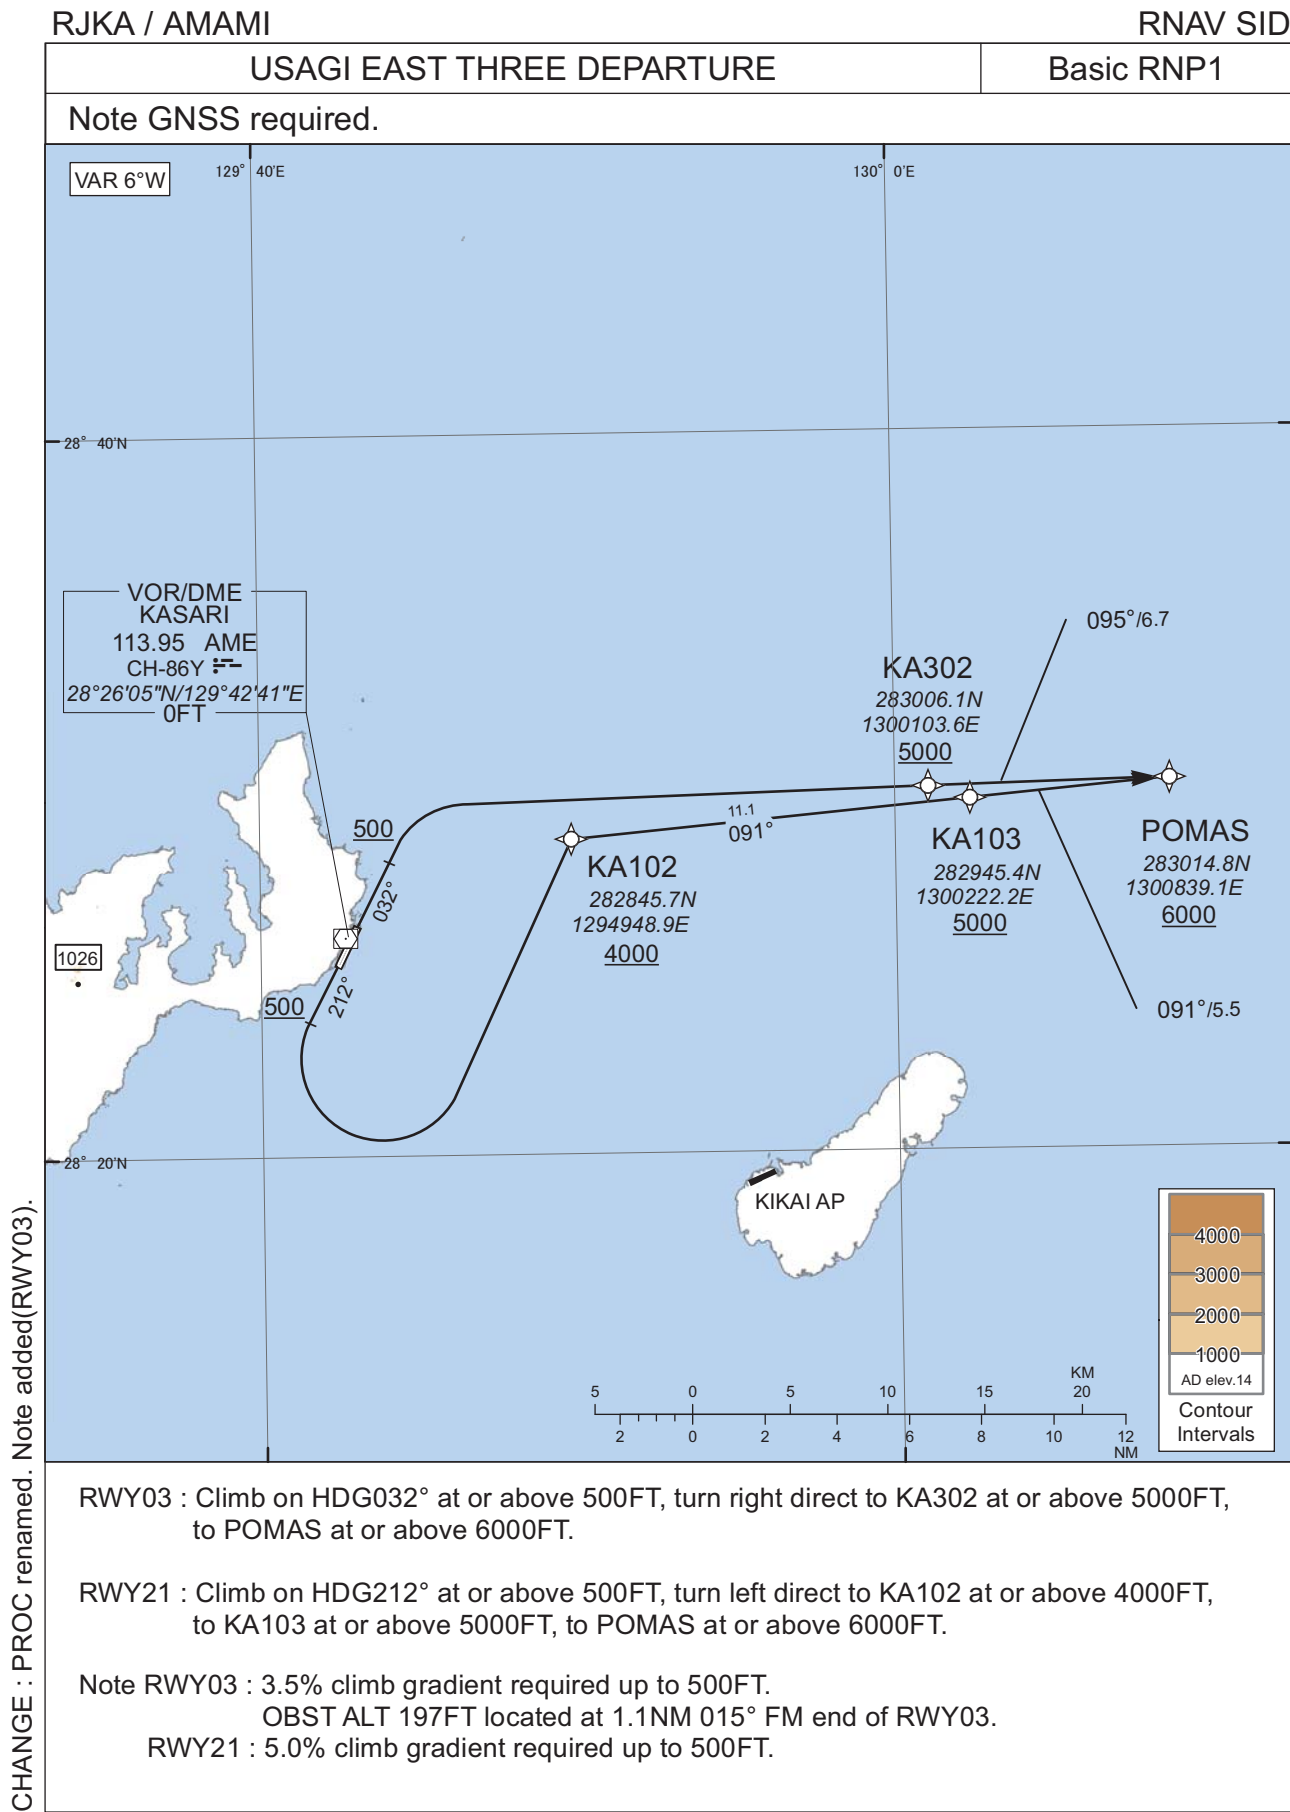 RJKA / AMAMI
RNAV SID
USAGI EAST THREE DEPARTURE
Basic RNP1
Note GNSS required.
VAR 6°W
129° 40'E
130° 0'E
28° 40'N
VOR/DME
KASARI
113.95 AME
CH-86Y
28°26'05"N/129°42'41"E
0FT
095°/6.7
KA302
283006.1N
1300103.6E
5000
500
032°
11.1
091°
KA102
282845.7N
1294948.9E
4000
KA103
282945.4N
1300222.2E
5000
POMAS
283014.8N
1300839.1E
6000
1026
500
212°
091°/5.5
28° 20'N
KIKAI AP
4000
3000
2000
1000
AD elev.14
Contour
Intervals
KM
5 0 5 10 15 20
2 0 2 4 6 8 10 12
NM
RWY03 : Climb on HDG032° at or above 500FT, turn right direct to KA302 at or above 5000FT,
to POMAS at or above 6000FT.
RWY21 : Climb on HDG212° at or above 500FT, turn left direct to KA102 at or above 4000FT,
to KA103 at or above 5000FT, to POMAS at or above 6000FT.
Note RWY03 : 3.5% climb gradient required up to 500FT.
OBST ALT 197FT located at 1.1NM 015° FM end of RWY03.
RWY21 : 5.0% climb gradient required up to 500FT.
CHANGE : PROC renamed. Note added(RWY03).